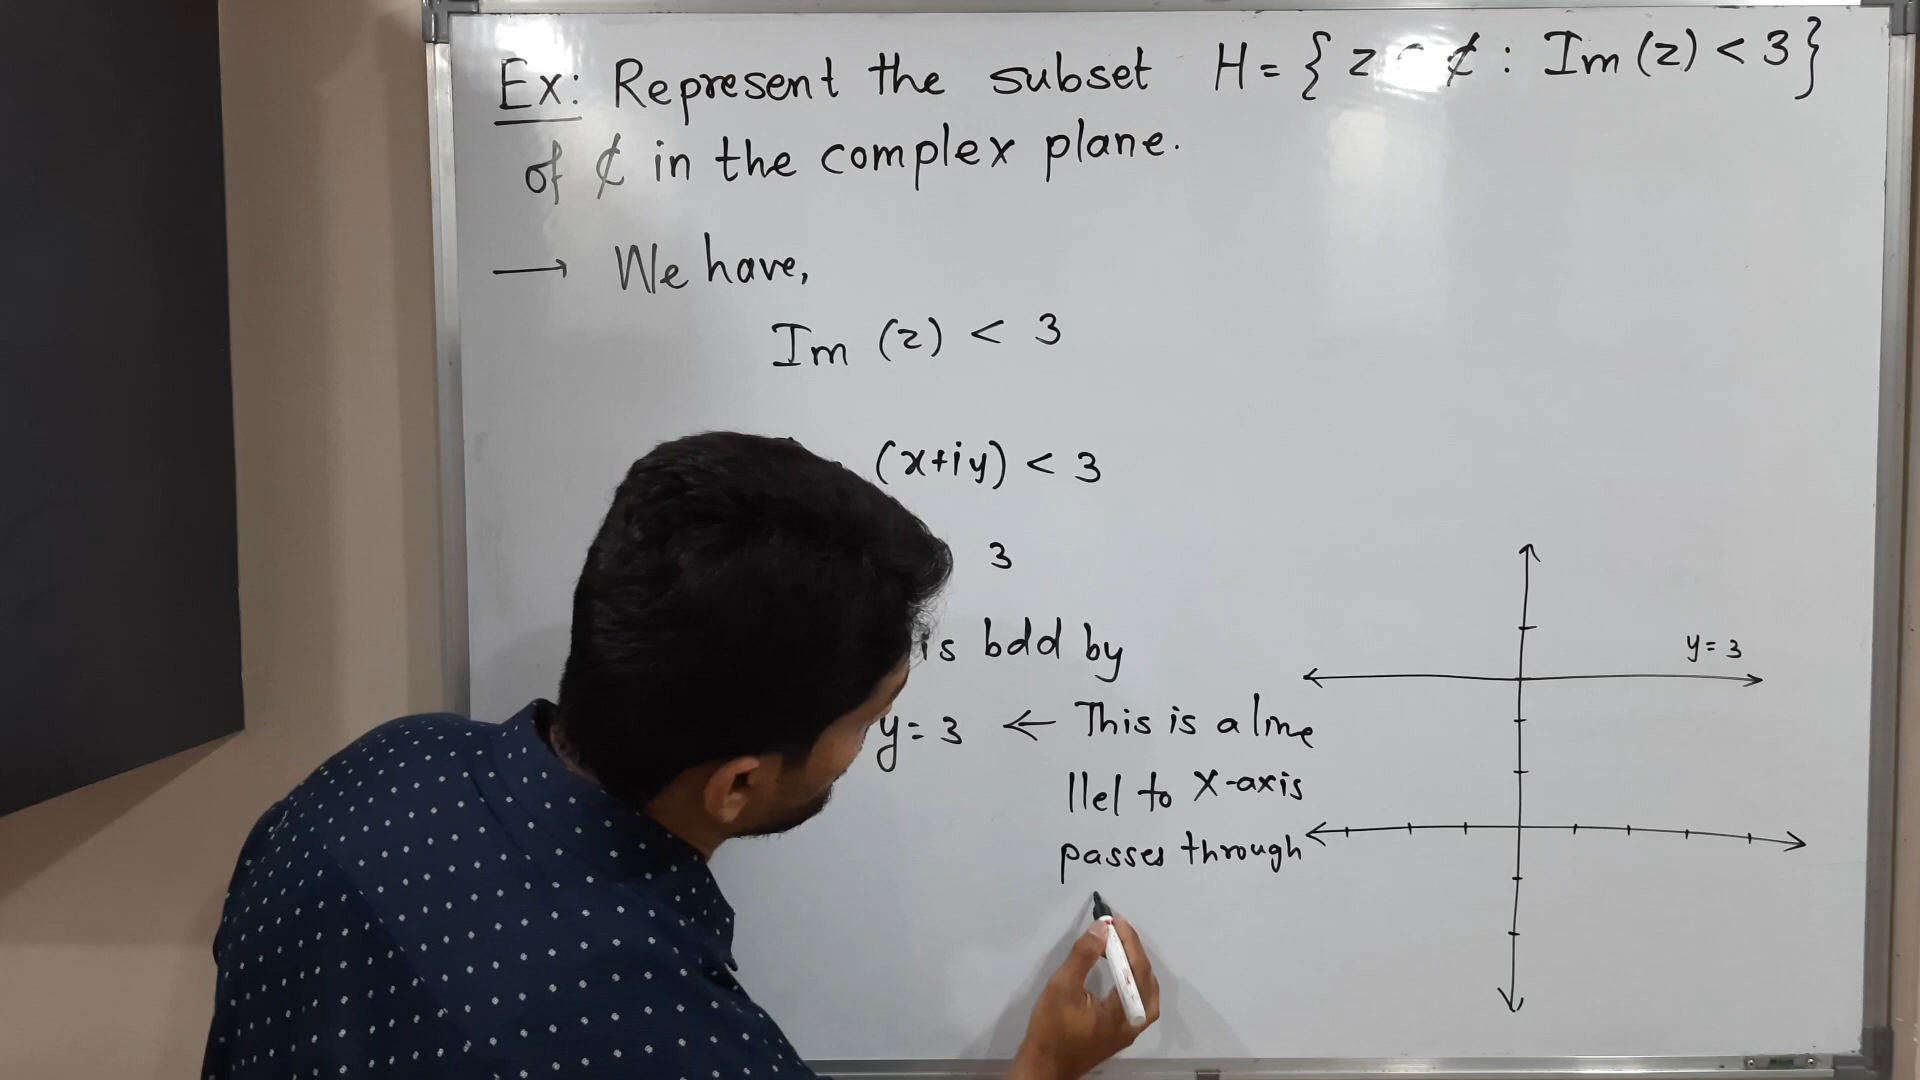 Ex: Represent the subset H = { z ¢ : Im (z) < 3 }
of ¢ in the complex plane.
→ We have,
Im (z) < 3
(x+iy) < 3
3
is bdd by
y = 3 ← This is a line
llel to X-axis
passes through
y = 3